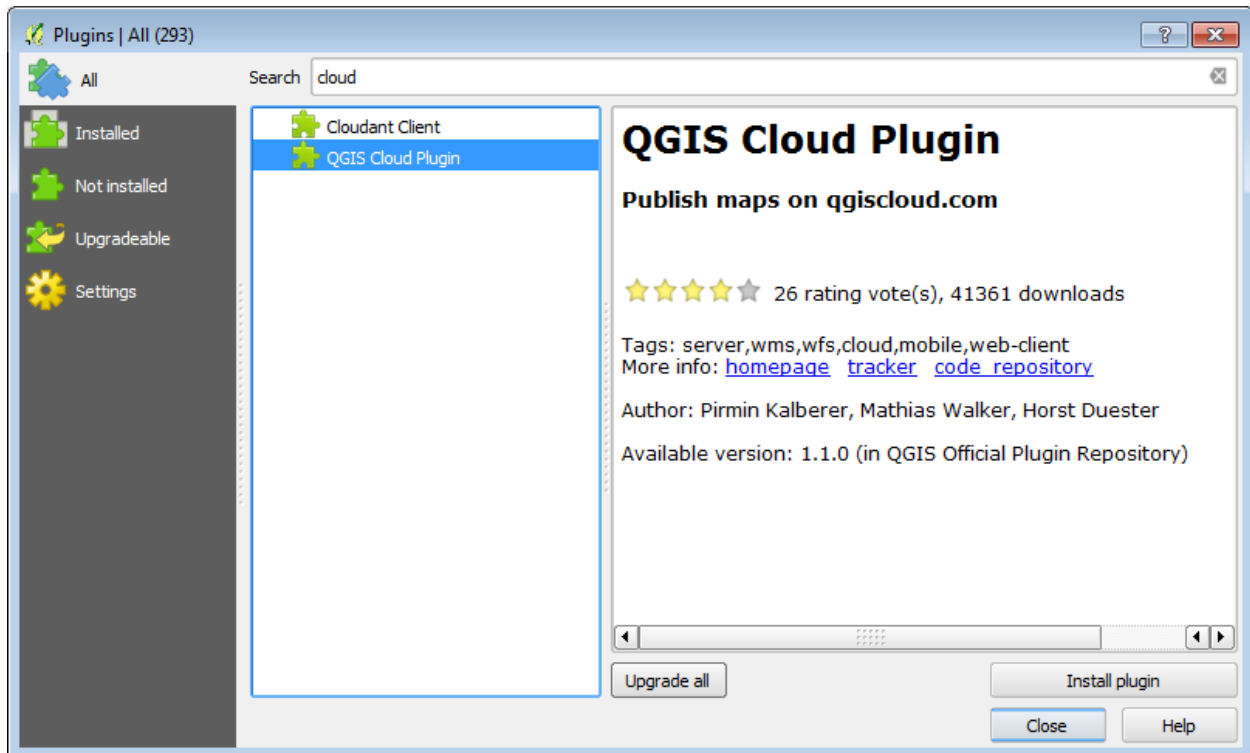 Plugins | All (293)
All
Search cloud
Installed
Not installed
Upgradeable
Settings
Cloudant Client
QGIS Cloud Plugin
QGIS Cloud Plugin
Publish maps on qgiscloud.com
26 rating vote(s), 41361 downloads
Tags: server,wms,wfs,cloud,mobile,web-client
More info: homepage tracker code repository
Author: Pirmin Kalberer, Mathias Walker, Horst Duester
Available version: 1.1.0 (in QGIS Official Plugin Repository)
Upgrade all
Install plugin
Close
Help